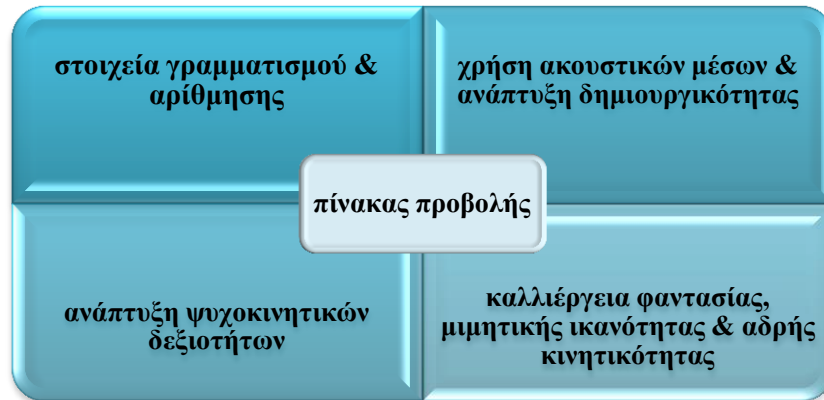 στοιχεία γραμματισμού &
αρίθμησης
χρήση ακουστικών μέσων &
ανάπτυξη δημιουργικότητας
πίνακας προβολής
ανάπτυξη ψυχοκινητικών
δεξιοτήτων
καλλιέργεια φαντασίας,
μιμητικής ικανότητας & αδρής
κινητικότητας